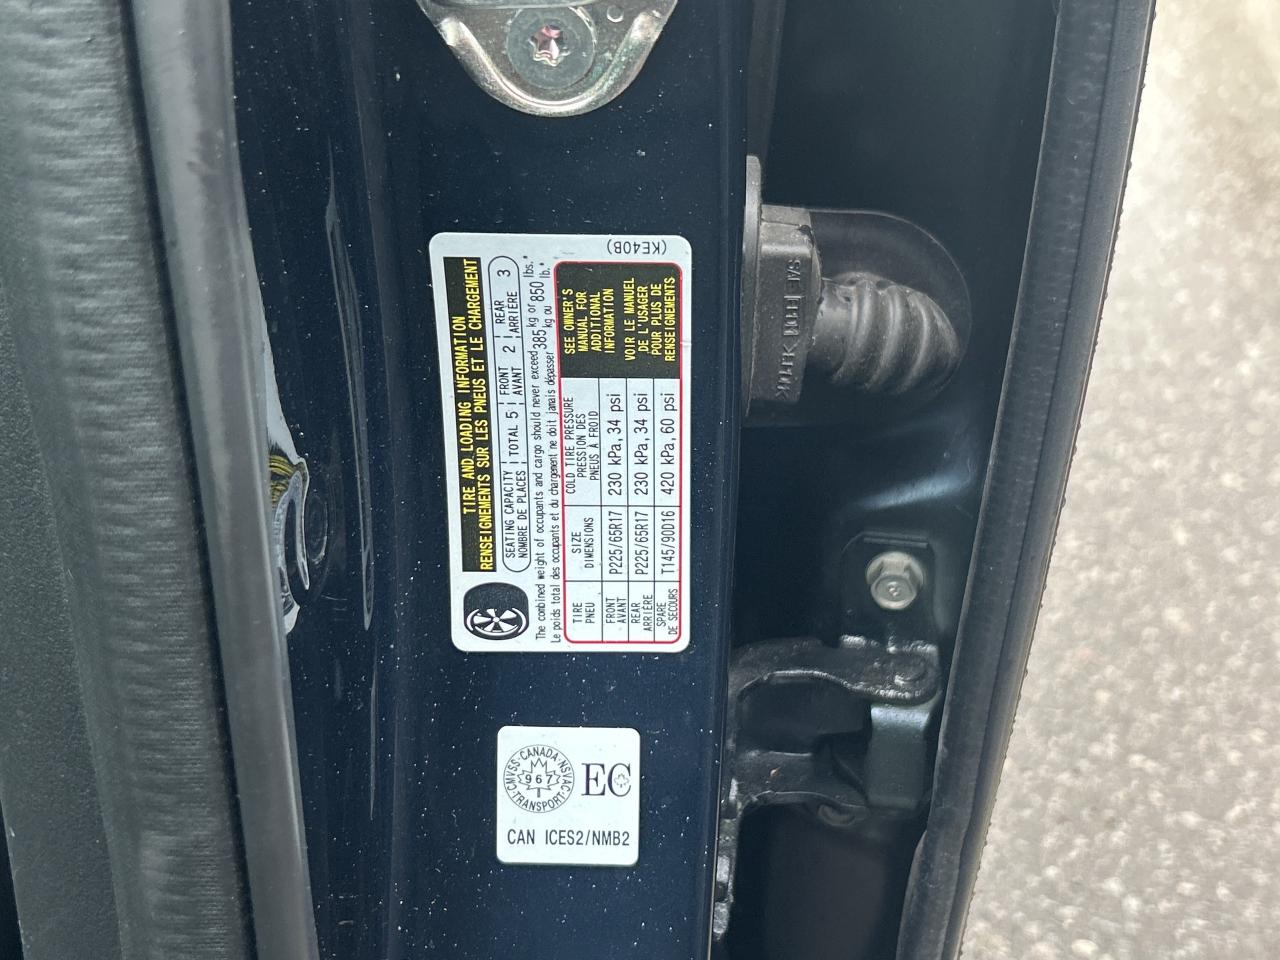 TIRE AND LOADING INFORMATION
RENSEIGNEMENTS SUR LES PNEUS ET LE CHARGEMENT
SEATING CAPACITY TOTAL 5 FRONT 2 REAR 3
NOMBRE DE PLACES AVANT ARRIÈRE
The combined weight of occupants and cargo should never exceed 385 kg or 850 lbs.*
Le poids total des occupants et du chargement ne doit jamais dépasser kg ou lb.*
TIRE
PNEU
SIZE
DIMENSIONS
COLD TIRE PRESSURE
PRESSION DES
PNEUS À FROID
SEE OWNER'S
MANUAL FOR
ADDITIONAL
INFORMATION
VOIR LE MANUEL
DE L'USAGER
POUR PLUS DE
RENSEIGNEMENTS
FRONT
AVANT
P225/65R17
230 kPa, 34 psi
REAR
ARRIÈRE
P225/65R17
230 kPa, 34 psi
SPARE
DE SECOURS
T145/90D16
420 kPa, 60 psi
(KE40B)
CMVSS·CANADA·NSVAC·TRANSPORT·
967
T
EC
CAN ICES2/NMB2